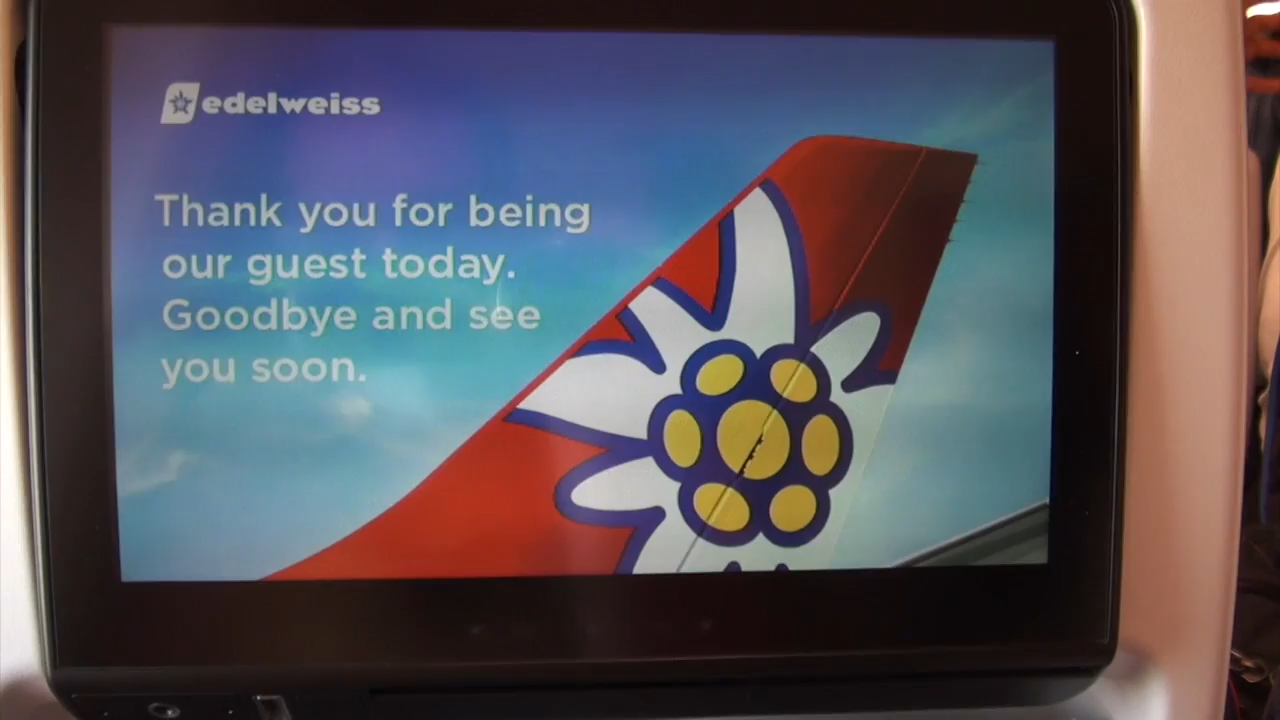 edelweiss
Thank you for being
our guest today.
Goodbye and see
you soon.